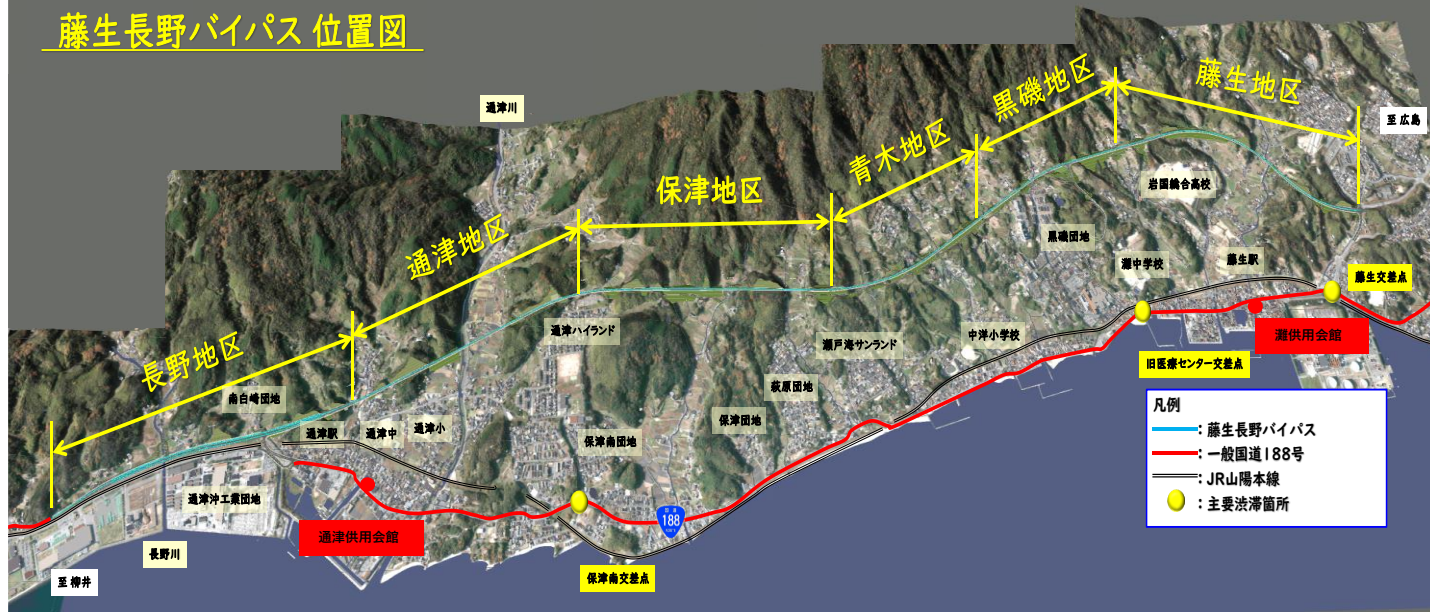 藤生長野バイパス 位置図
通津川
至 広島
長野地区
通津地区
保津地区
青木地区
黒磯地区
藤生地区
岩国総合高校
黒磯団地
灘中学校
藤生駅
藤生交差点
灘供用会館
旧医療センター交差点
中洋小学校
瀬戸海サンランド
通津ハイランド
萩原団地
保津団地
保津南団地
南白崎団地
通津駅
通津中
通津小
通津沖工業団地
通津供用会館
長野川
至 柳井
保津南交差点
国道
188
凡例
: 藤生長野バイパス
: 一般国道188号
: JR山陽本線
: 主要渋滞箇所